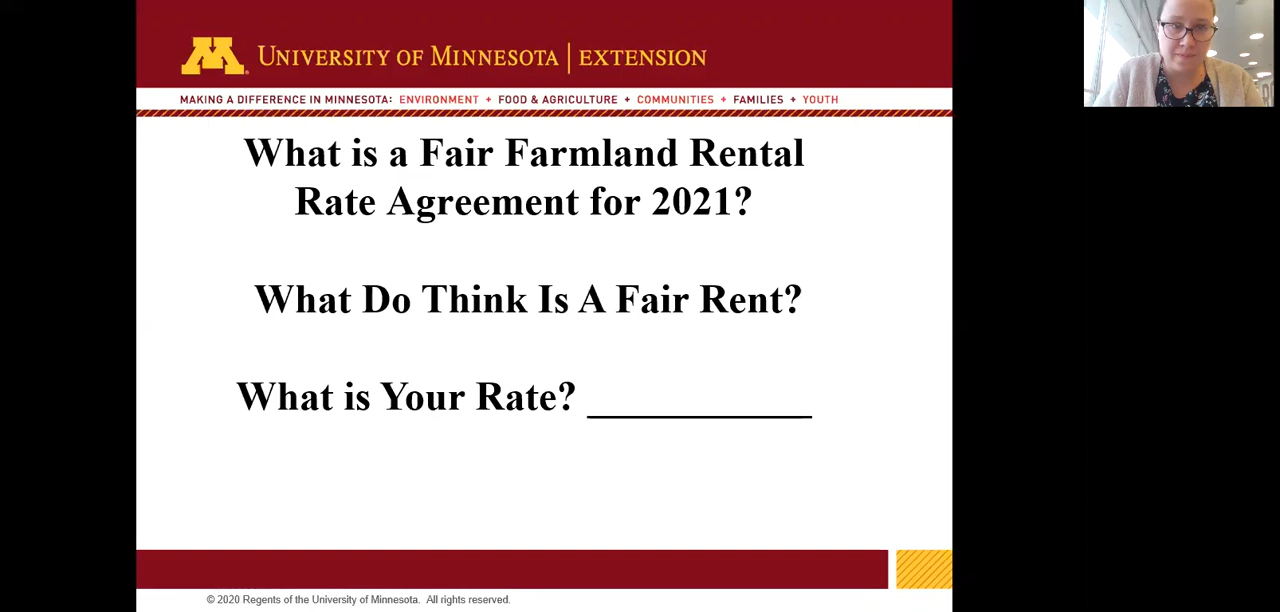 UNIVERSITY OF MINNESOTA | EXTENSION
MAKING A DIFFERENCE IN MINNESOTA: ENVIRONMENT + FOOD & AGRICULTURE + COMMUNITIES + FAMILIES + YOUTH
What is a Fair Farmland Rental
Rate Agreement for 2021?
What Do Think Is A Fair Rent?
What is Your Rate? ___________
© 2020 Regents of the University of Minnesota. All rights reserved.